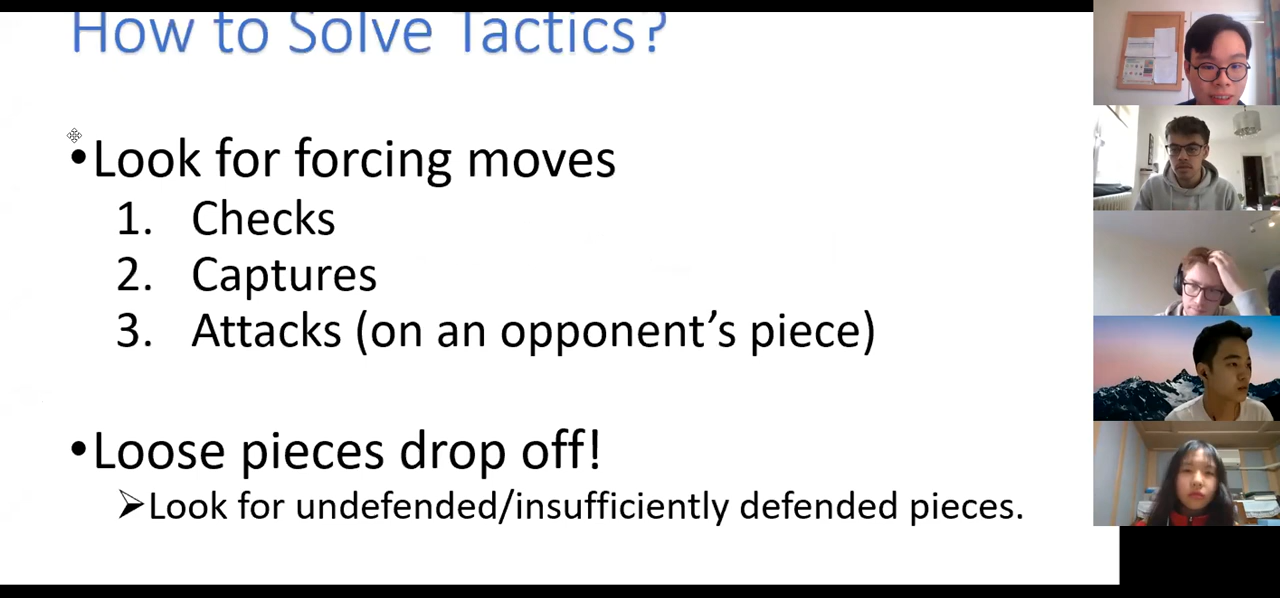 How to Solve Tactics?
•Look for forcing moves
1. Checks
2. Captures
3. Attacks (on an opponent’s piece)
•Loose pieces drop off!
➢Look for undefended/insufficiently defended pieces.